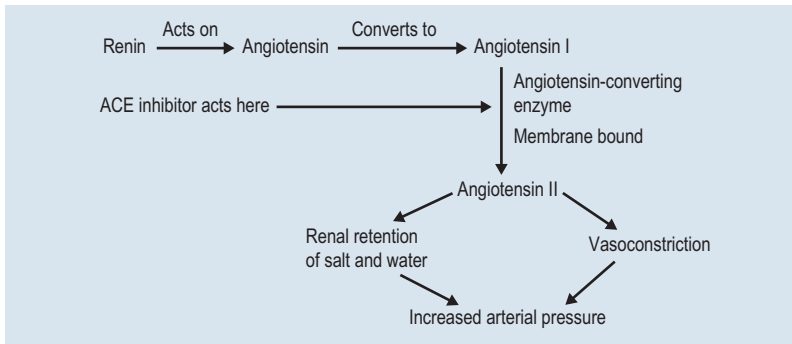 Acts on
Converts to
Renin
Angiotensin
Angiotensin I
Angiotensin-converting
enzyme
ACE inhibitor acts here
Membrane bound
Angiotensin II
Renal retention
of salt and water
Vasoconstriction
Increased arterial pressure